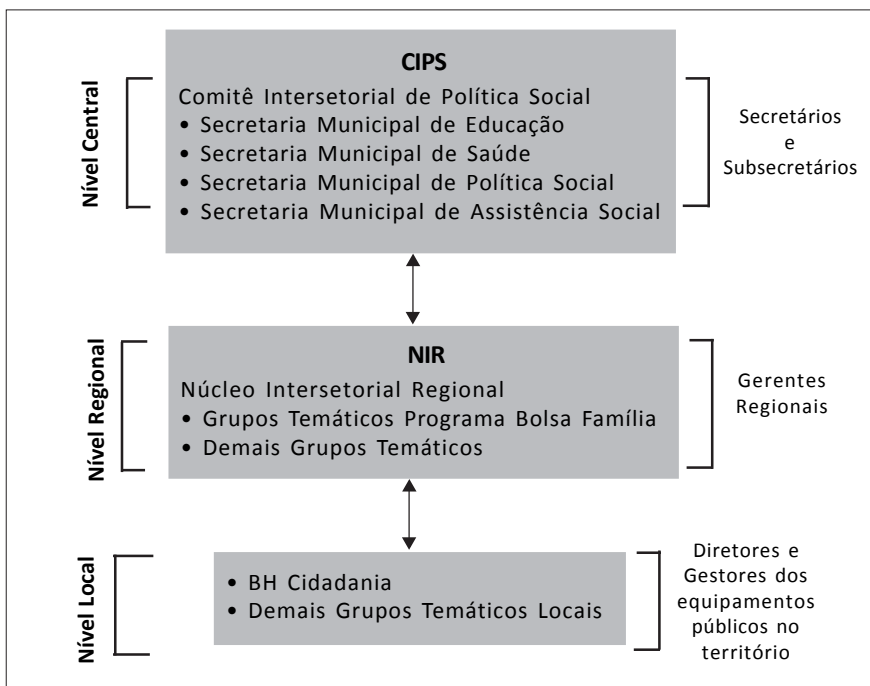 Nível Central
CIPS
Comitê Intersetorial de Política Social
• Secretaria Municipal de Educação
• Secretaria Municipal de Saúde
• Secretaria Municipal de Política Social
• Secretaria Municipal de Assistência Social
Secretários
e
Subsecretários
Nível Regional
NIR
Núcleo Intersetorial Regional
• Grupos Temáticos Programa Bolsa Família
• Demais Grupos Temáticos
Gerentes
Regionais
Nível Local
• BH Cidadania
• Demais Grupos Temáticos Locais
Diretores e
Gestores dos
equipamentos
públicos no
território